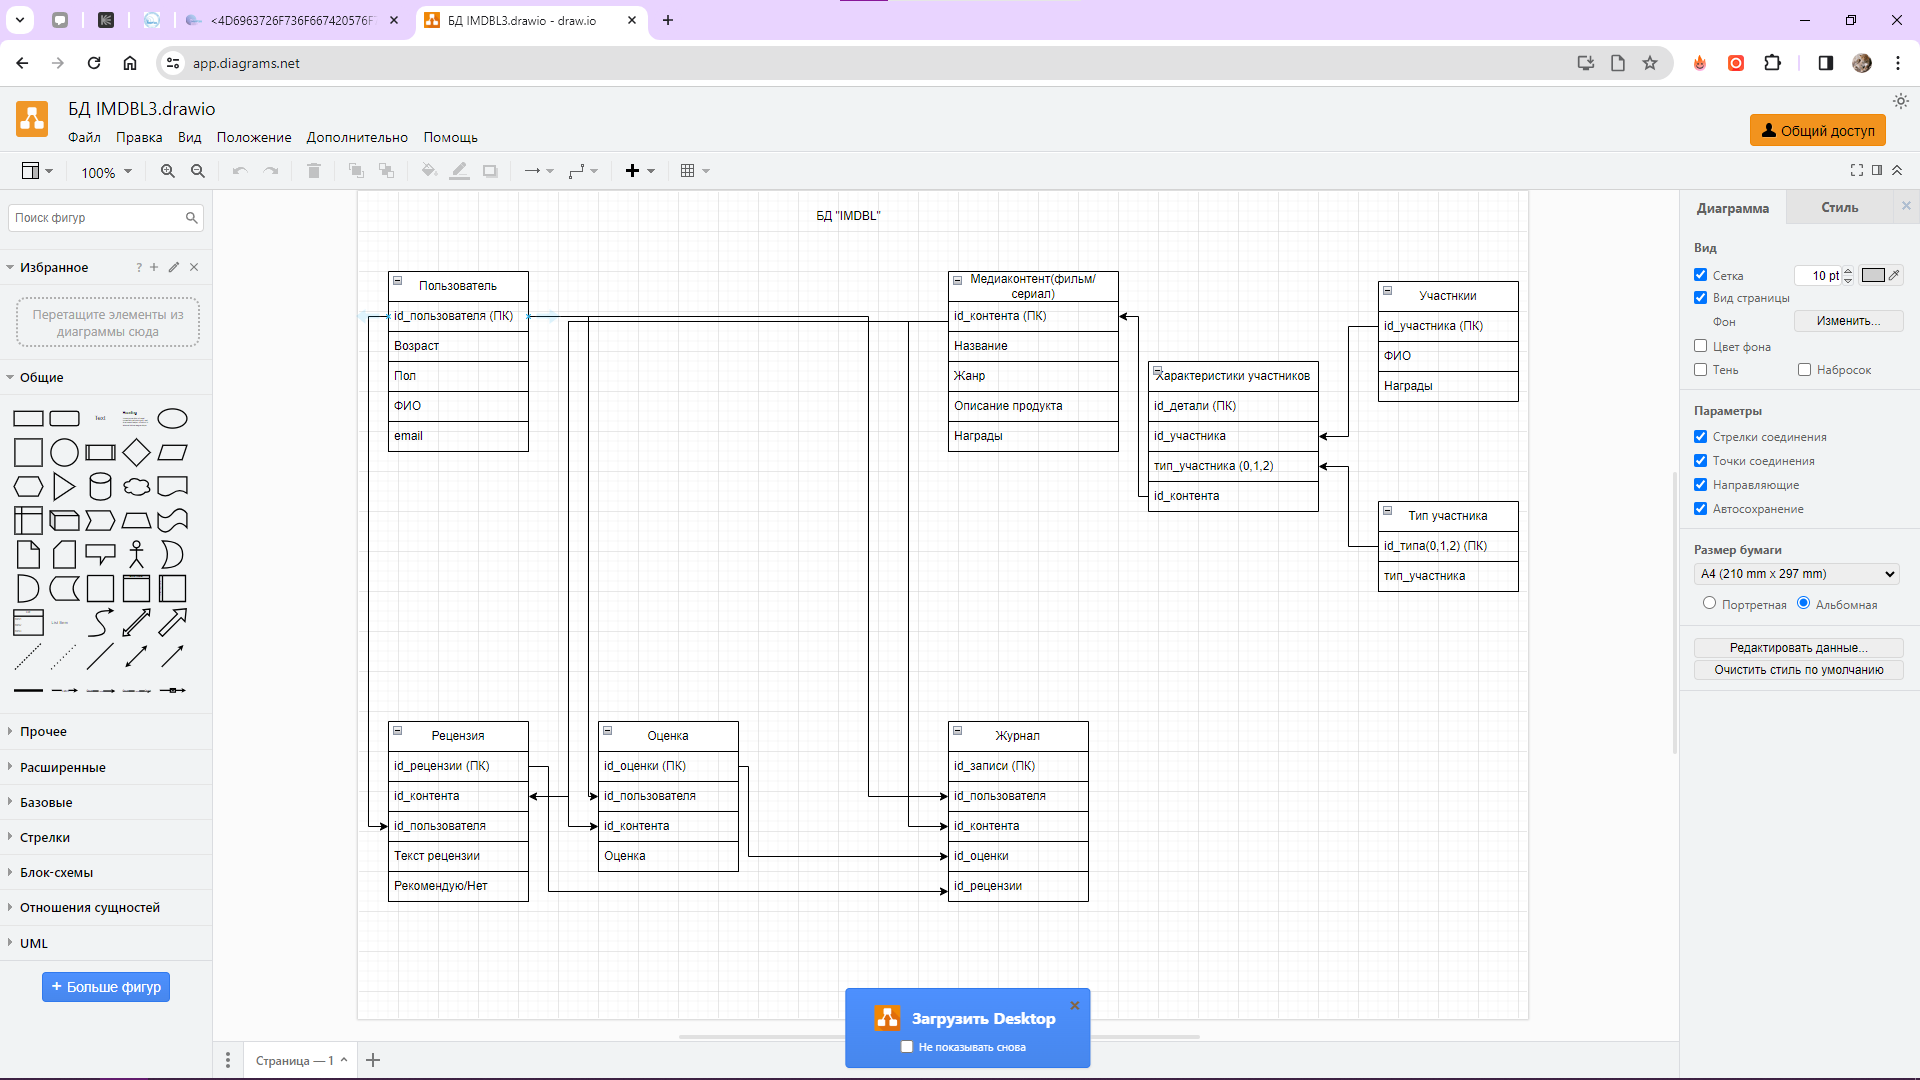 <4D6963726F736F667420576F7
БД IMDBL3.drawio - draw.io
app.diagrams.net
БД IMDBL3.drawio
Файл Правка Вид Положение Дополнительно Помощь
Общий доступ
100%
Поиск фигур
Избранное
?
Перетащите элементы из
диаграммы сюда
Общие
Text
Heading
List Item
Прочее
Расширенные
Базовые
Стрелки
Блок-схемы
Отношения сущностей
UML
+ Больше фигур
БД "IMDBL"
Пользователь
id_пользователя (ПК)
Возраст
Пол
ФИО
email
Медиаконтент(фильм/
сериал)
id_контента (ПК)
Название
Жанр
Описание продукта
Награды
Характеристики участников
id_детали (ПК)
id_участника
тип_участника (0,1,2)
id_контента
Участнкии
id_участника (ПК)
ФИО
Награды
Тип участника
id_типа(0,1,2) (ПК)
тип_участника
Рецензия
id_рецензии (ПК)
id_контента
id_пользователя
Текст рецензии
Рекомендую/Нет
Оценка
id_оценки (ПК)
id_пользователя
id_контента
Оценка
Журнал
id_записи (ПК)
id_пользователя
id_контента
id_оценки
id_рецензии
Диаграмма
Стиль
Вид
Сетка
10 pt
Вид страницы
Фон
Изменить...
Цвет фона
Тень
Набросок
Параметры
Стрелки соединения
Точки соединения
Направляющие
Автосохранение
Размер бумаги
A4 (210 mm x 297 mm)
Портретная
Альбомная
Редактировать данные...
Очистить стиль по умолчанию
Загрузить Desktop
Не показывать снова
Страница — 1